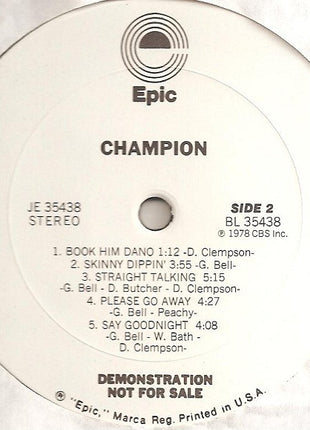 Epic
CHAMPION
JE 35438
STEREO
SIDE 2
BL 35438
℗ 1978 CBS Inc.
1. BOOK HIM DANO 1:12 -D. Clempson-
2. SKINNY DIPPIN' 3:55 -G. Bell-
3. STRAIGHT TALKING 5:15
-G. Bell - D. Butcher - D. Clempson-
4. PLEASE GO AWAY 4:27
-G. Bell - Peachy-
5. SAY GOODNIGHT 4:08
-G. Bell - W. Bath -
D. Clempson-
DEMONSTRATION
NOT FOR SALE
® "Epic," Marca Reg. Printed in U.S.A.